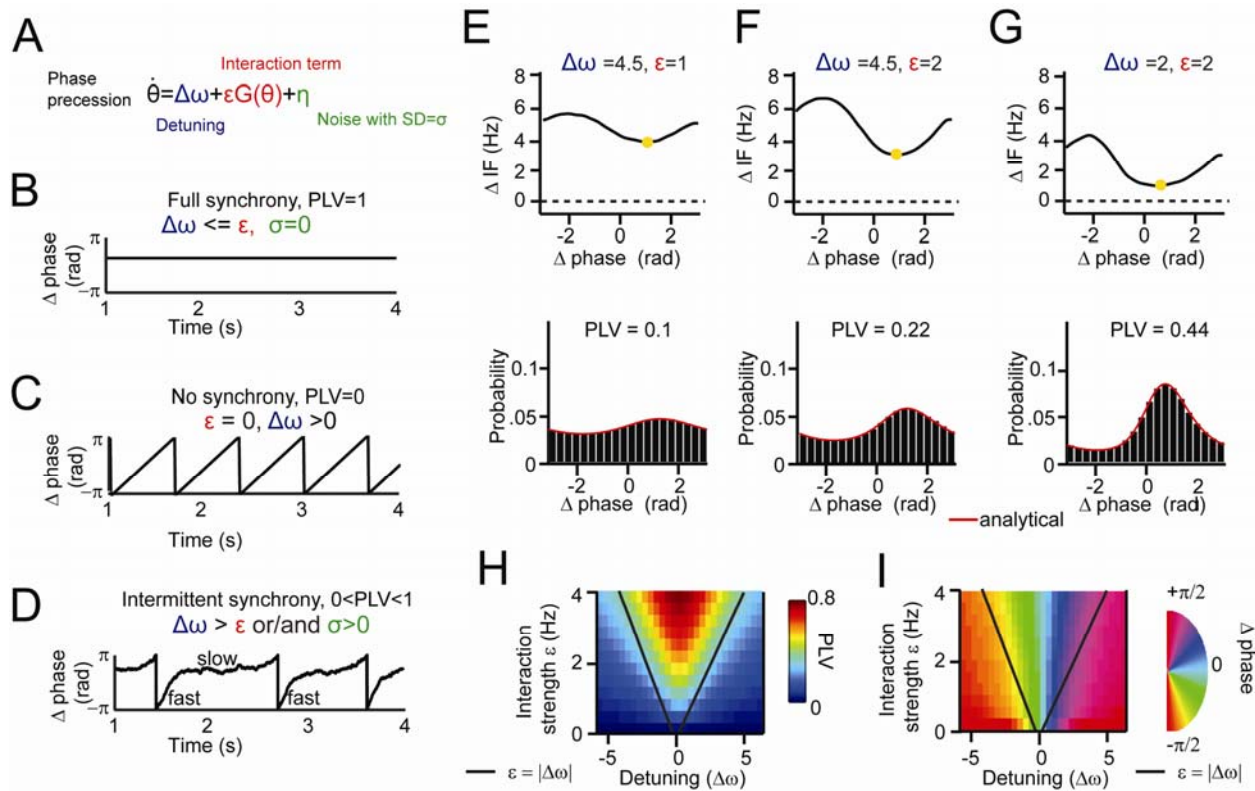 A
Interaction term
Phase
precession
θ̇=Δω+εG(θ)+η
Detuning
Noise with SD=σ
B
Full synchrony, PLV=1
Δω <= ε, σ=0
Δ phase
(rad)
π
−π
1 2 3 4
Time (s)
C
No synchrony, PLV=0
ε = 0, Δω >0
Δ phase
(rad)
π
−π
1 2 3 4
Time (s)
D
Intermittent synchrony, 0<PLV<1
Δω > ε or/and σ>0
Δ phase
(rad)
π
−π
slow
fast
fast
1 2 3 4
Time (s)
E
Δω =4.5, ε=1
Δ IF (Hz)
8
6
4
2
0
-2 0 2
Δ phase (rad)
PLV = 0.1
Probability
0.1
.05
0
-2 0 2
Δ phase (rad)
F
Δω =4.5, ε=2
Δ IF (Hz)
8
6
4
2
0
-2 0 2
Δ phase (rad)
PLV = 0.22
Probability
0.1
.05
0
-2 0 2
Δ phase (rad)
G
Δω =2, ε=2
Δ IF (Hz)
8
6
4
2
0
-2 0 2
Δ phase (rad)
PLV = 0.44
Probability
0.1
.05
0
-2 0 2
Δ phase (rad)
analytical
H
Interaction
strength ε (Hz)
4
2
0
-5 0 5
Detuning (Δω)
0.8
PLV
0
ε = |Δω|
I
Interaction
strength ε (Hz)
4
2
0
-5 0 5
Detuning (Δω)
+π/2
0
-π/2
Δ phase
ε = |Δω|